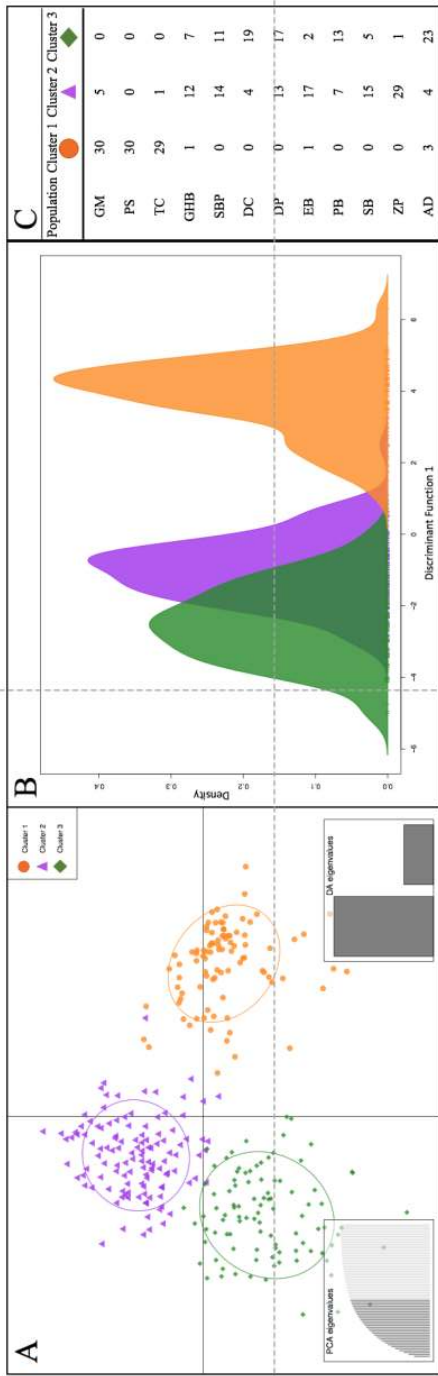 A
Cluster 1
Cluster 2
Cluster 3
PCA eigenvalues
DA eigenvalues
B
Density
0.4
0.3
0.2
0.1
0.0
-6
-4
-2
0
2
4
6
Discriminant Function 1
C
Population Cluster 1 Cluster 2 Cluster 3
GM 30 5 0
PS 30 0 0
TC 29 1 0
GHB 1 12 7
SBP 0 14 11
DC 0 4 19
DP 0 13 17
EB 1 17 2
PB 0 7 13
SB 0 15 5
ZP 0 29 1
AD 3 4 23